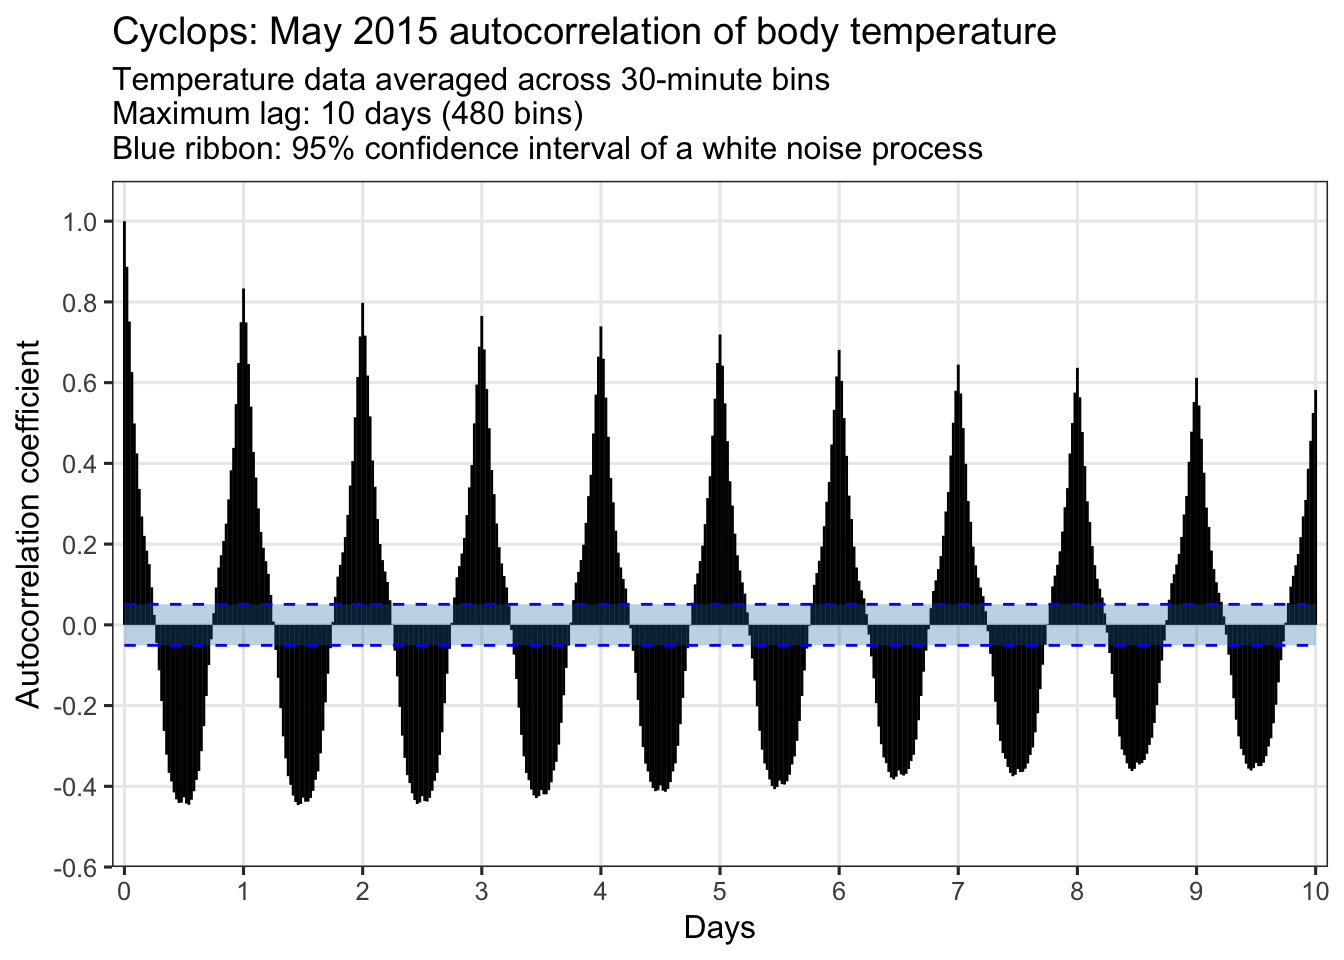 Cyclops: May 2015 autocorrelation of body temperature
Temperature data averaged across 30-minute bins
Maximum lag: 10 days (480 bins)
Blue ribbon: 95% confidence interval of a white noise process
Autocorrelation coefficient
1.0
0.8
0.6
0.4
0.2
0.0
-0.2
-0.4
-0.6
0 1 2 3 4 5 6 7 8 9 10
Days